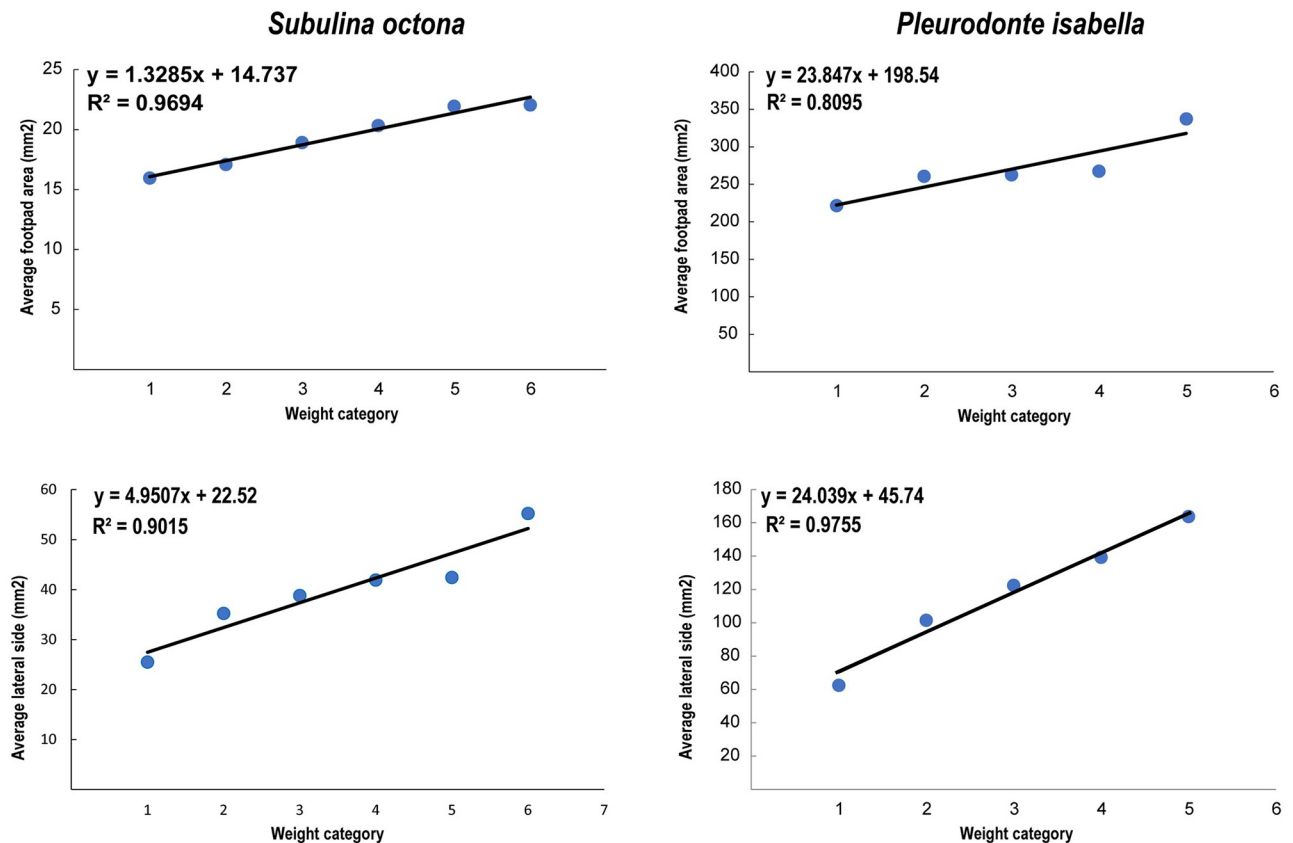 Subulina octona
Pleurodonte isabella
y = 1.3285x + 14.737
R² = 0.9694
Average footpad area (mm2)
25
20
15
10
5
1 2 3 4 5 6
Weight category
y = 23.847x + 198.54
R² = 0.8095
Average footpad area (mm2)
400
350
300
250
200
150
100
50
1 2 3 4 5 6
Weight category
y = 4.9507x + 22.52
R² = 0.9015
Average lateral side (mm2)
60
50
40
30
20
10
1 2 3 4 5 6 7
Weight category
y = 24.039x + 45.74
R² = 0.9755
Average lateral side (mm2)
180
160
140
120
100
80
60
40
20
1 2 3 4 5 6
Weight category